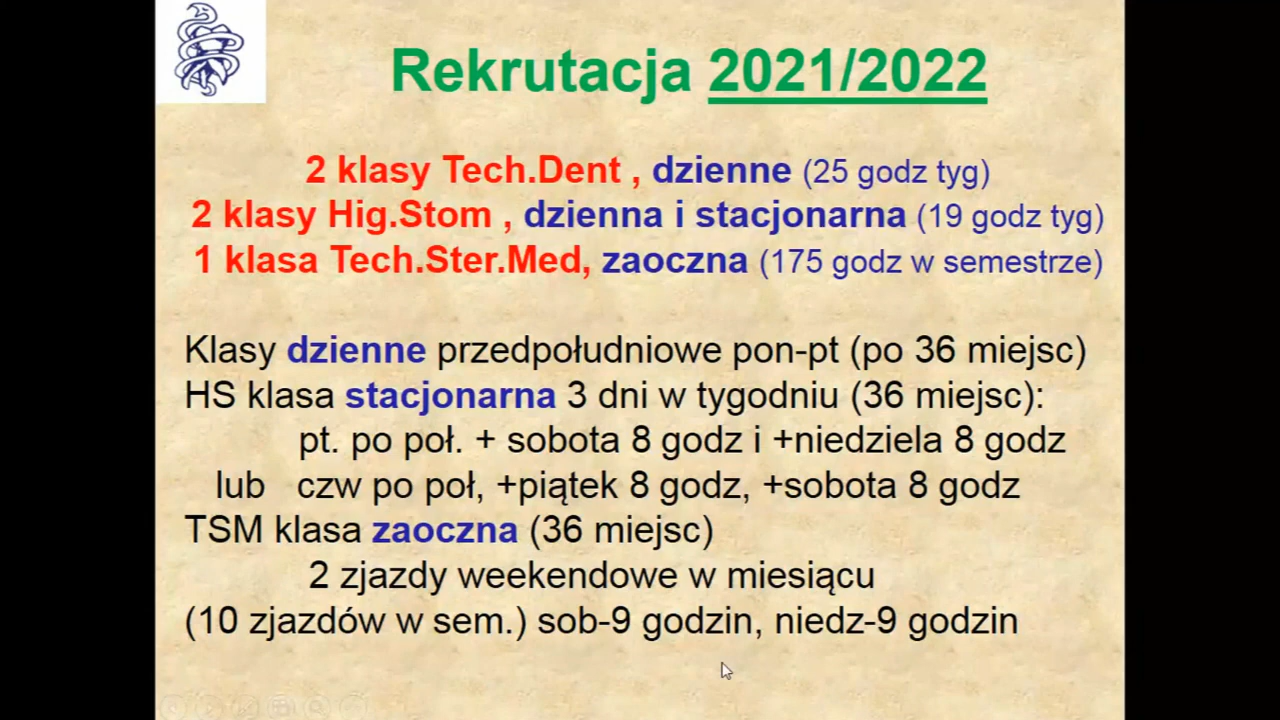 Rekrutacja 2021/2022
2 klasy Tech.Dent , dzienne (25 godz tyg)
2 klasy Hig.Stom , dzienna i stacjonarna (19 godz tyg)
1 klasa Tech.Ster.Med, zaoczna (175 godz w semestrze)
Klasy dzienne przedpołudniowe pon-pt (po 36 miejsc)
HS klasa stacjonarna 3 dni w tygodniu (36 miejsc):
pt. po poł. + sobota 8 godz i +niedziela 8 godz
lub czw po poł, +piątek 8 godz, +sobota 8 godz
TSM klasa zaoczna (36 miejsc)
2 zjazdy weekendowe w miesiącu
(10 zjazdów w sem.) sob-9 godzin, niedz-9 godzin